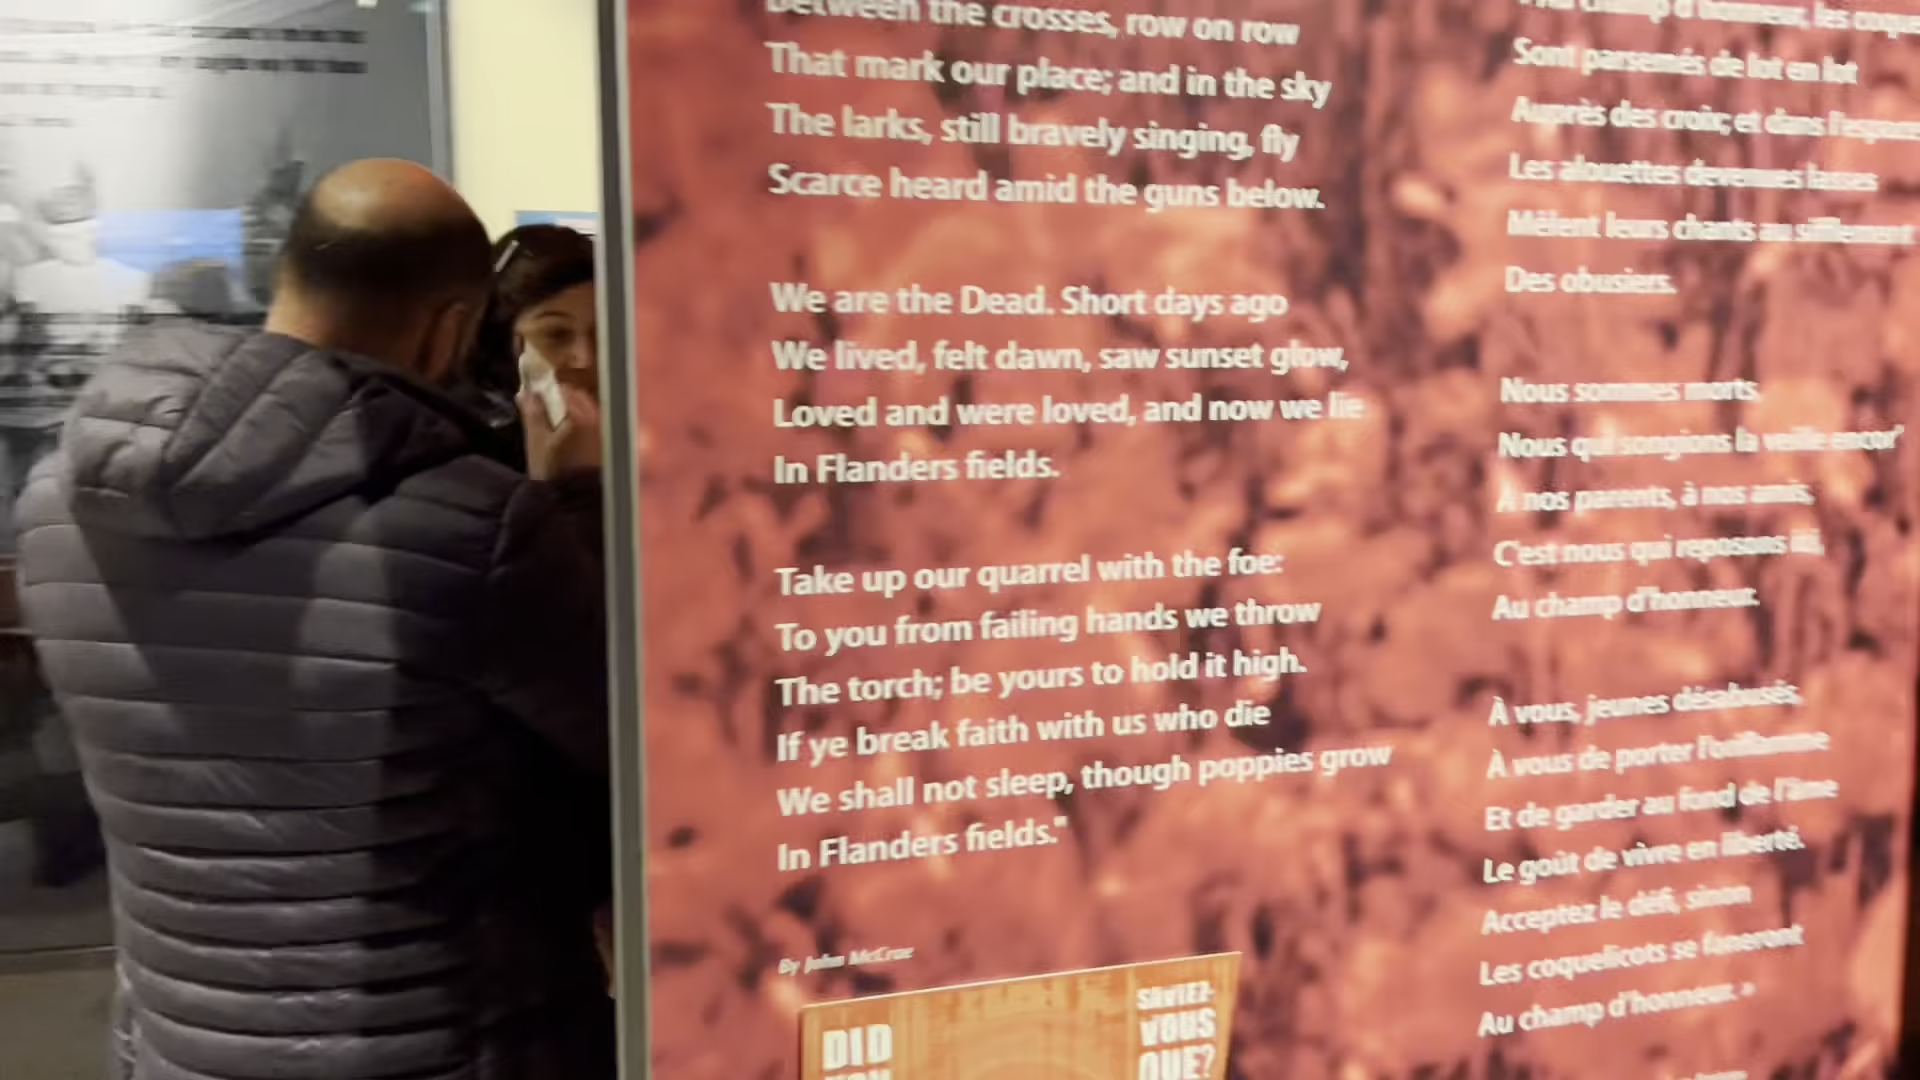 Between the crosses, row on row
That mark our place; and in the sky
The larks, still bravely singing, fly
Scarce heard amid the guns below.
We are the Dead. Short days ago
We lived, felt dawn, saw sunset glow,
Loved and were loved, and now we lie
In Flanders fields.
Take up our quarrel with the foe:
To you from failing hands we throw
The torch; be yours to hold it high.
If ye break faith with us who die
We shall not sleep, though poppies grow
In Flanders fields."
By John McCrae
DID
SAVIEZ-
VOUS
QUE?
champ d'honneur, les
Sont parsemés de lot en lot
Auprès des croix; et dans
Les alouettes devenues lasses
Mêlent leurs chants au sifflement
Des obusiers.
Nous sommes morts,
Nous qui songions la veille encor'
À nos parents, à nos amis,
C'est nous qui reposons ici,
Au champ d'honneur.
À vous, jeunes désabusés,
À vous de porter l'oriflamme
Et de garder au fond de l'âme
Le goût de vivre en liberté.
Acceptez le défi, sinon
Les coquelicots se faneront
Au champ d'honneur. »